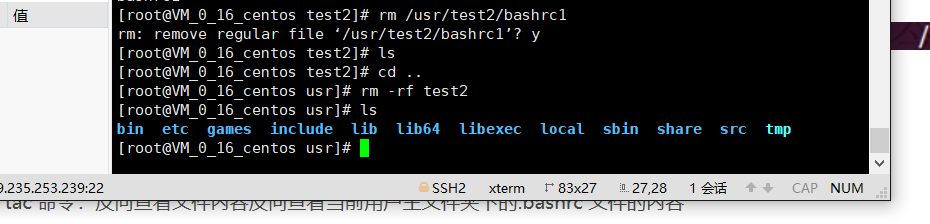 值
[root@VM_0_16_centos test2]# rm /usr/test2/bashrc1
rm: remove regular file ‘/usr/test2/bashrc1’? y
[root@VM_0_16_centos test2]# ls
[root@VM_0_16_centos test2]# cd ..
[root@VM_0_16_centos usr]# rm -rf test2
[root@VM_0_16_centos usr]# ls
bin etc games include lib lib64 libexec local sbin share src tmp
[root@VM_0_16_centos usr]#
9.235.253.239:22 SSH2 xterm 83x27 27,28 1 会话 CAP NUM
tac 命令：反向查看文件内容反向查看当前用户主文件夹下的.bashrc 文件的内容